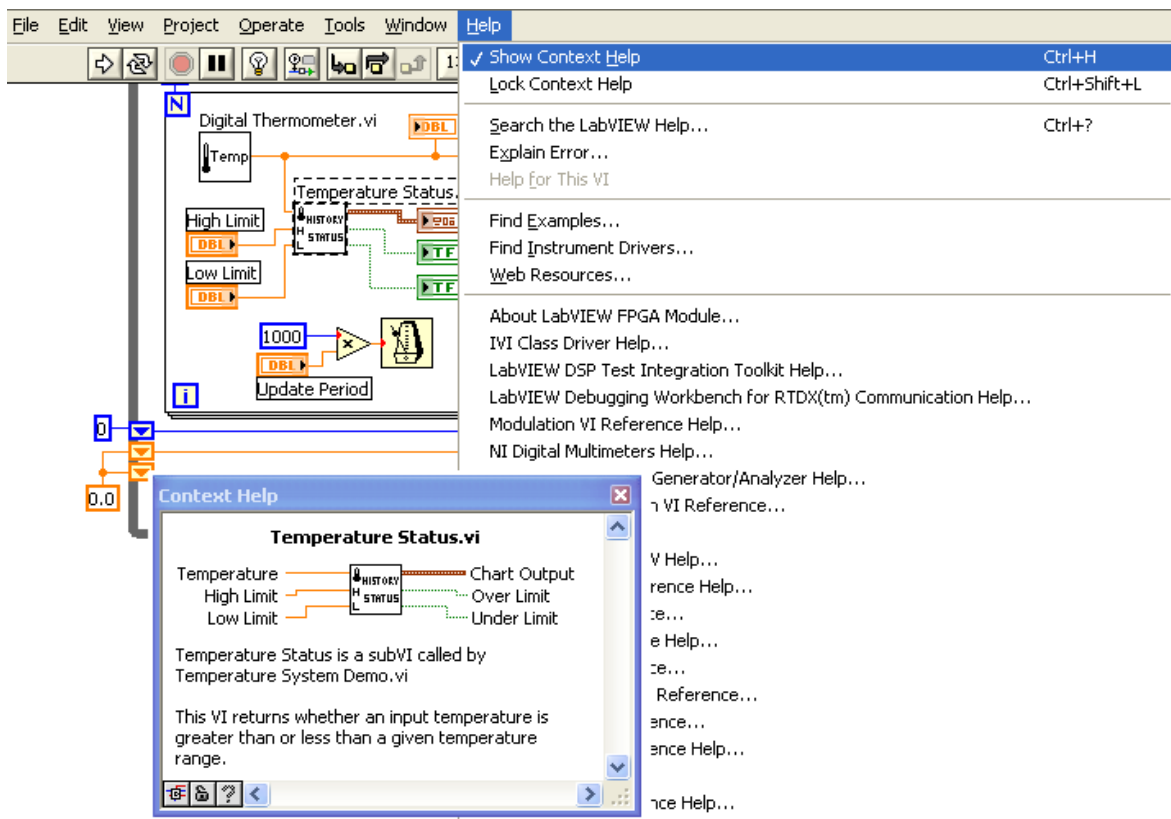 File Edit View Project Operate Tools Window Help
Show Context Help Ctrl+H
Lock Context Help Ctrl+Shift+L
Search the LabVIEW Help... Ctrl+?
Explain Error...
Help for This VI
Find Examples...
Find Instrument Drivers...
Web Resources...
About LabVIEW FPGA Module...
IVI Class Driver Help...
LabVIEW DSP Test Integration Toolkit Help...
LabVIEW Debugging Workbench for RTDX(tm) Communication Help...
Modulation VI Reference Help...
NI Digital Multimeters Help...
Generator/Analyzer Help...
VI Reference...
V Help...
rence Help...
e Help...
Reference...
ence...
ence Help...
nce Help...
N
Digital Thermometer.vi
DBL
Temp
Temperature Status.
High Limit
HISTORY
H STATUS
L
DBL
TF
Low Limit
DBL
TF
1000
x
DBL
Update Period
i
0
0.0
Context Help
Temperature Status.vi
Temperature
HISTORY
Chart Output
High Limit
H STATUS
Over Limit
Low Limit
L
Under Limit
Temperature Status is a subVI called by
Temperature System Demo.vi
This VI returns whether an input temperature is
greater than or less than a given temperature
range.
?